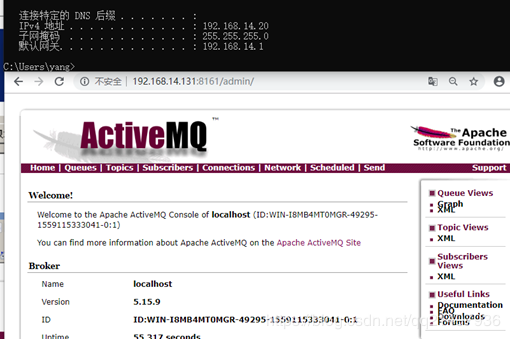 连接特定的 DNS 后缀 . . . . . . . :
IPv4 地址 . . . . . . . . . . . . : 192.168.14.20
子网掩码 . . . . . . . . . . . . : 255.255.255.0
默认网关. . . . . . . . . . . . . : 192.168.14.1
C:\Users\yang>
不安全 | 192.168.14.131:8161/admin/
ActiveMQ™
The Apache
Software Foundation
http://www.apache.org/
Home | Queues | Topics | Subscribers | Connections | Network | Scheduled | Send
Support
Welcome!
Welcome to the Apache ActiveMQ Console of localhost (ID:WIN-I8MB4MT0MGR-49295-
1559115333041-0:1)
You can find more information about Apache ActiveMQ on the Apache ActiveMQ Site
Broker
Name localhost
Version 5.15.9
ID ID:WIN-I8MB4MT0MGR-49295-1559115333041-0:1
Uptime 55.317 seconds
Queue Views
Graph
XML
Topic Views
XML
Subscribers
Views
XML
Useful Links
Documentation
FAQ
Downloads
Forums